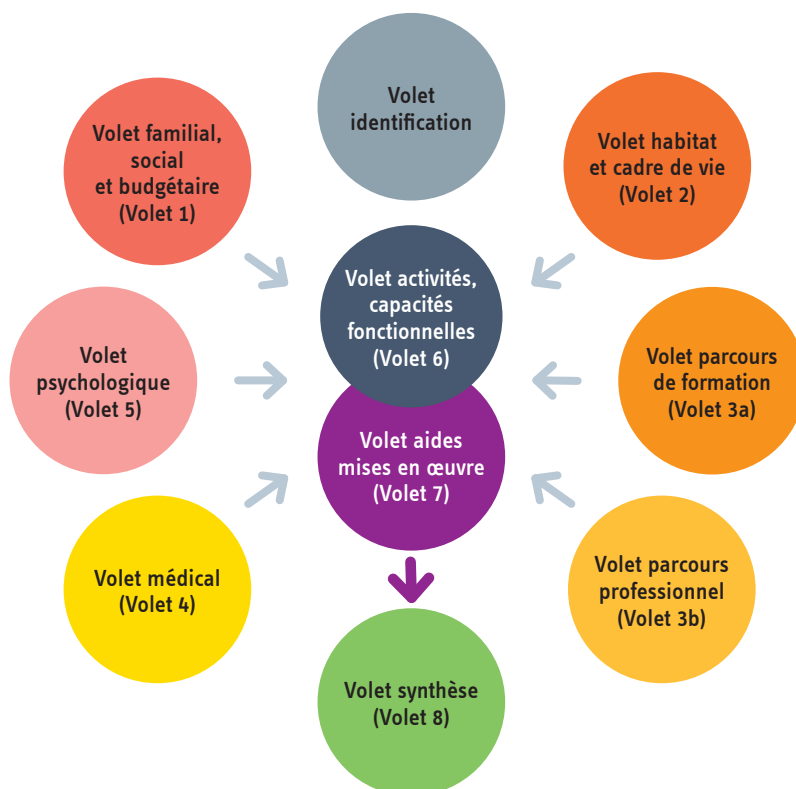 Volet
identification
Volet familial,
social
et budgétaire
(Volet 1)
Volet habitat
et cadre de vie
(Volet 2)
Volet activités,
capacités
fonctionnelles
(Volet 6)
Volet
psychologique
(Volet 5)
Volet parcours
de formation
(Volet 3a)
Volet aides
mises en œuvre
(Volet 7)
Volet médical
(Volet 4)
Volet parcours
professionnel
(Volet 3b)
Volet synthèse
(Volet 8)